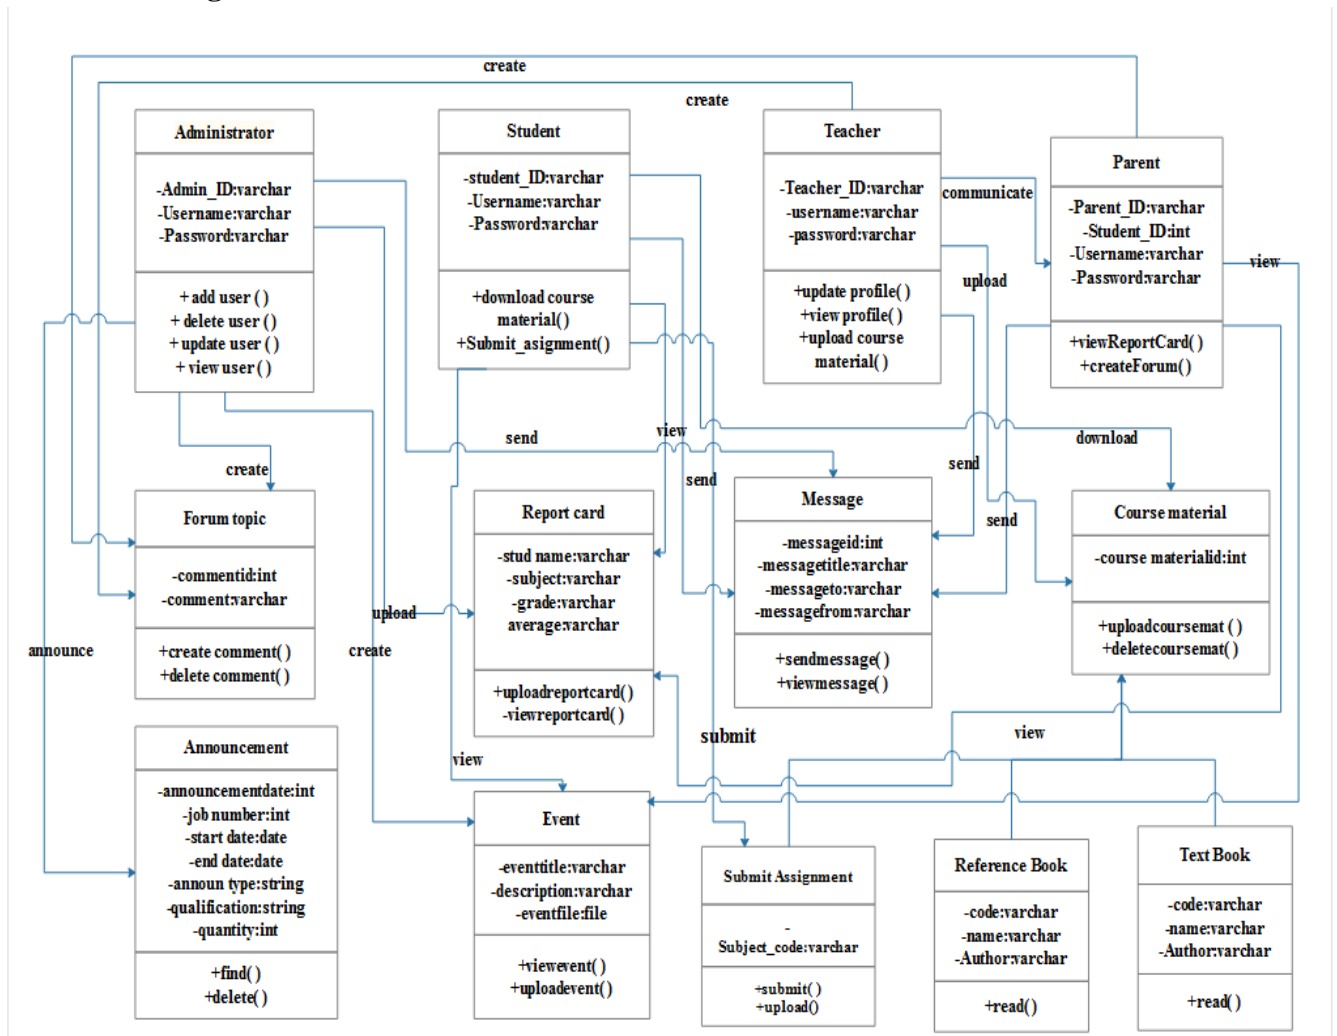 create
create
Administrator
-Admin_ID:varchar
-Username:varchar
-Password:varchar
+ add user ( )
+ delete user ( )
+ update user ( )
+ view user ( )
Student
-student_ID:varchar
-Username:varchar
-Password:varchar
+download course
material()
+Submit_asignment()
Teacher
-Teacher_ID:varchar
-username:varchar
-password:varchar
+update profile()
+view profile()
+upload course
material()
communicate
Parent
-Parent_ID:varchar
-Student_ID:int
-Username:varchar
-Password:varchar
+viewReportCard()
+createForum()
view
upload
send
view
download
create
send
send
send
Forum topic
-commentid:int
-comment:varchar
+create comment()
+delete comment()
Report card
-stud name:varchar
-subject:varchar
-grade:varchar
average:varchar
+uploadreportcard()
-viewreportcard()
Message
-messageid:int
-messagetitle:varchar
-messageto:varchar
-messagefrom:varchar
+sendmessage()
+viewmessage()
Course material
-course materialid:int
+uploadcoursemat ()
+deletecoursemat()
upload
announce
create
submit
view
view
Announcement
-announcementdate:int
-job number:int
-start date:date
-end date:date
-announ type:string
-qualification:string
-quantity:int
+find()
+delete()
Event
-eventtitle:varchar
-description:varchar
-eventfile:file
+viewevent()
+uploadevent()
Submit Assignment
-
Subject_code:varchar
+submit()
+upload()
Reference Book
-code:varchar
-name:varchar
-Author:varchar
+read()
Text Book
-code:varchar
-name:varchar
-Author:varchar
+read()